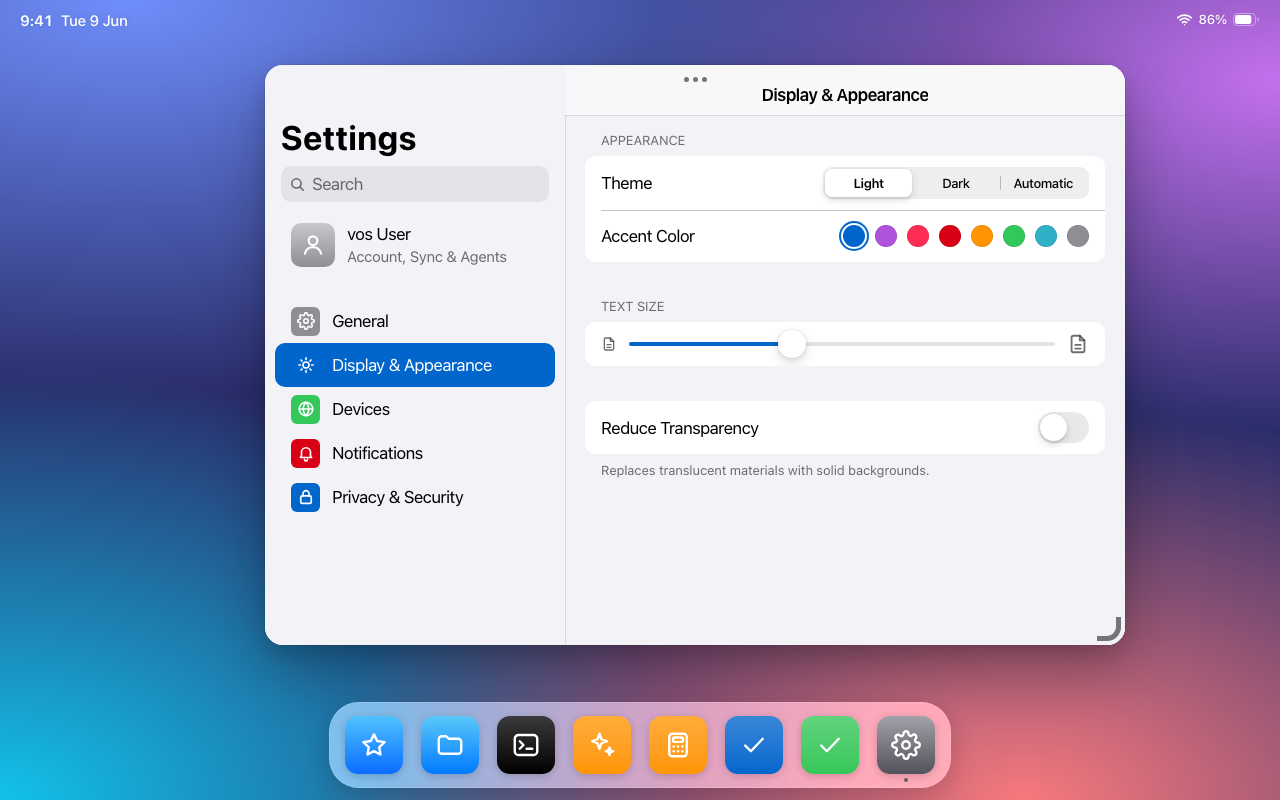 9:41 Tue 9 Jun
86%
Settings
Search
vos User
Account, Sync & Agents
General
Display & Appearance
Devices
Notifications
Privacy & Security
Display & Appearance
APPEARANCE
Theme
Light Dark Automatic
Accent Color
TEXT SIZE
Reduce Transparency
Replaces translucent materials with solid backgrounds.